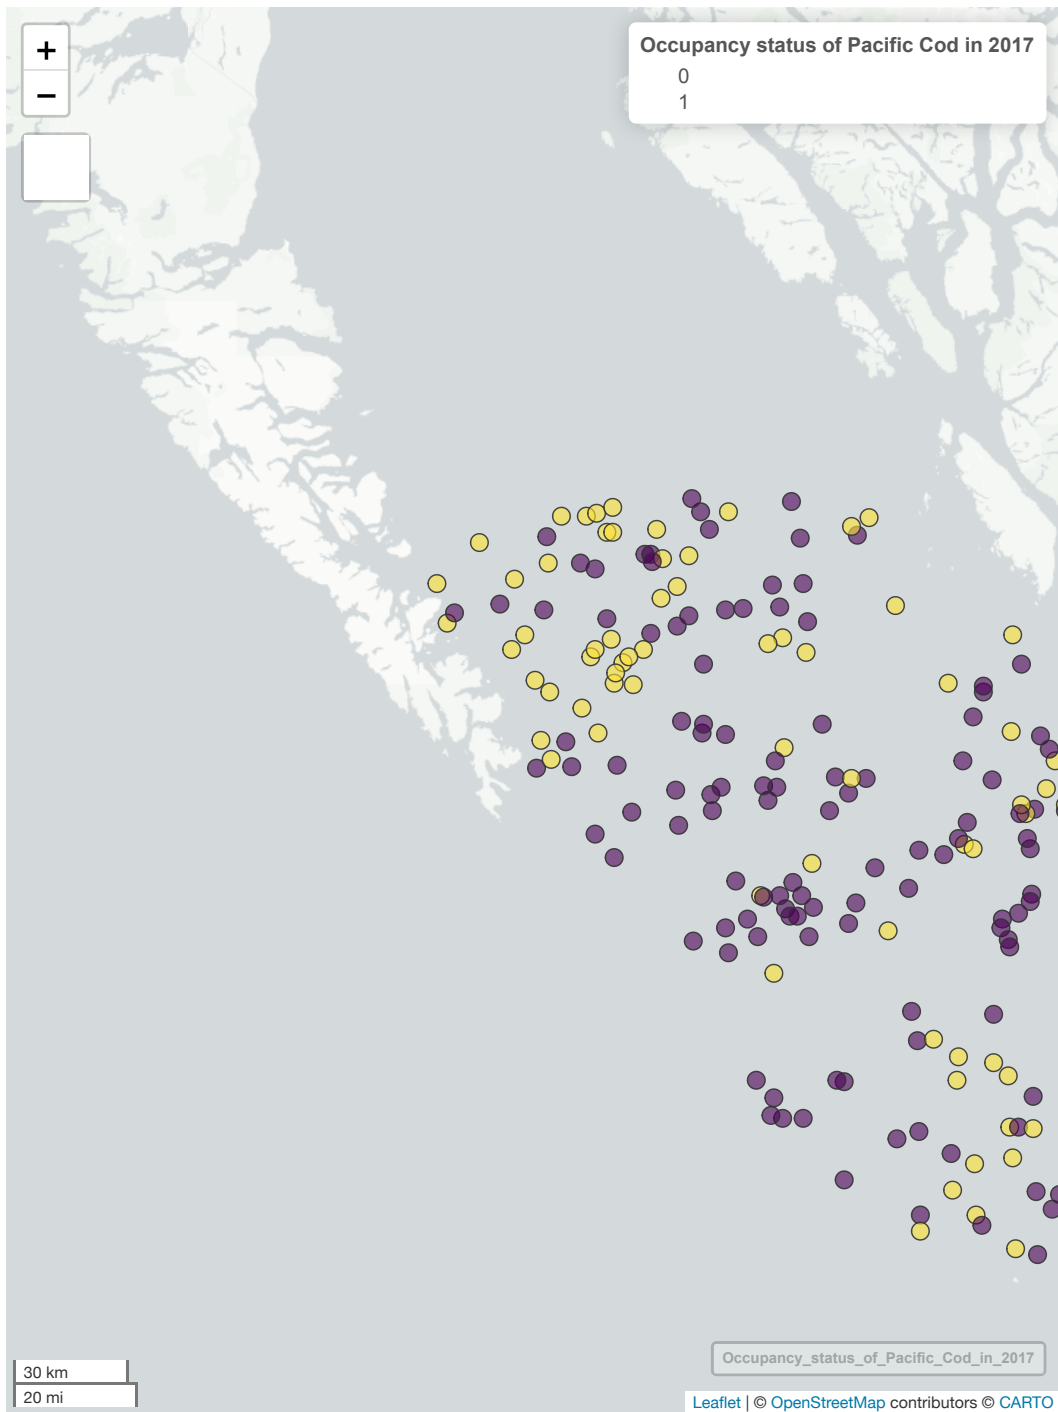 +
−
Occupancy status of Pacific Cod in 2017
0
1
30 km
20 mi
Occupancy_status_of_Pacific_Cod_in_2017
Leaflet | © OpenStreetMap contributors © CARTO